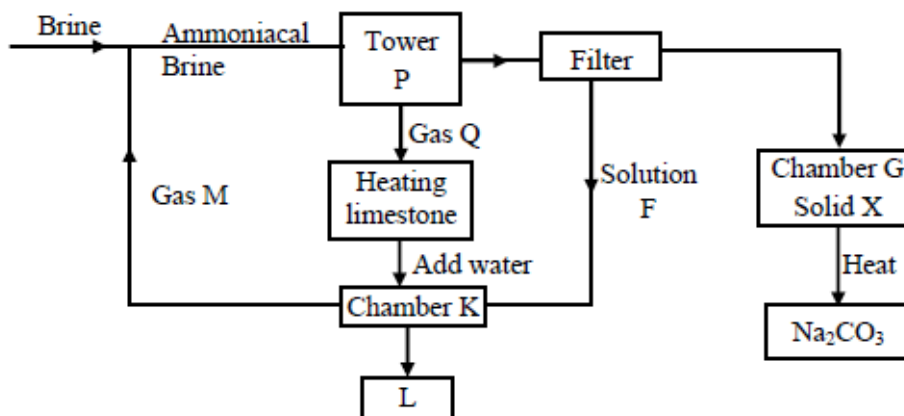 Brine
Ammoniacal
Brine
Tower
P
Filter
Gas Q
Gas M
Heating
limestone
Solution
F
Chamber G
Solid X
Add water
Heat
Chamber K
Na₂CO₃
L